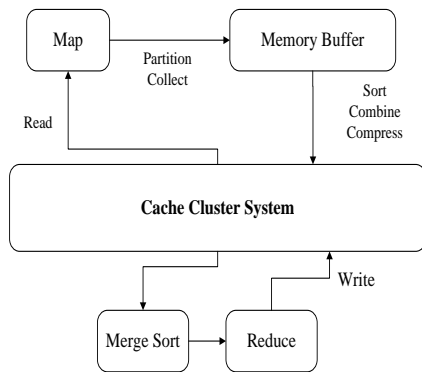 Map
Memory Buffer
Partition
Collect
Sort
Combine
Compress
Read
Cache Cluster System
Write
Merge Sort
Reduce